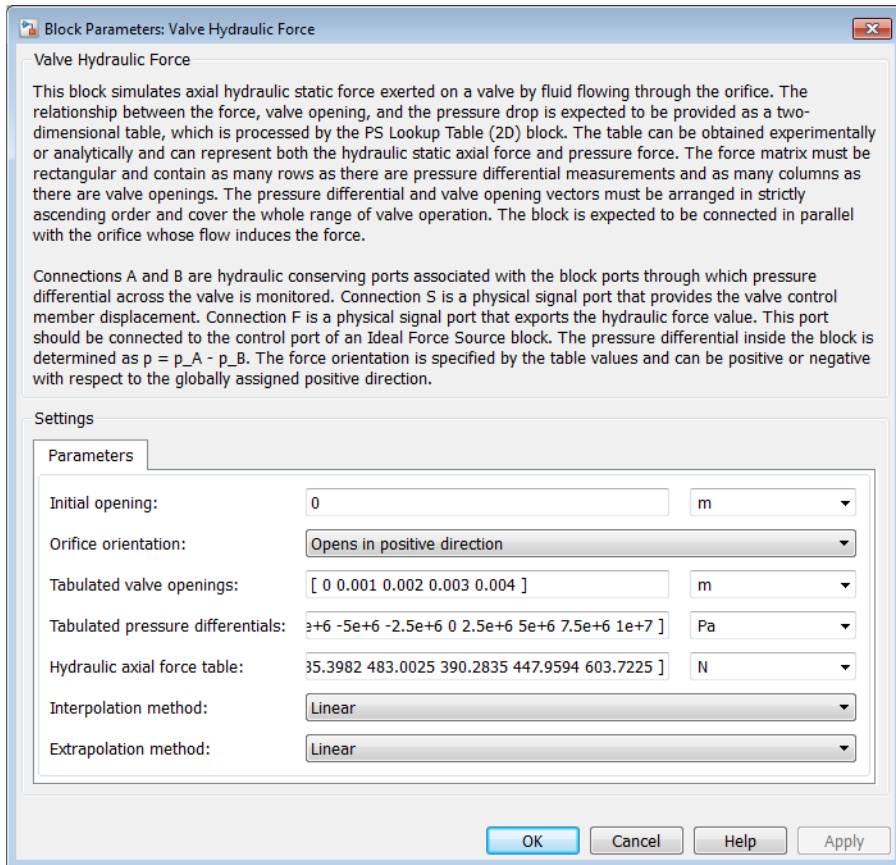 Block Parameters: Valve Hydraulic Force
Valve Hydraulic Force
This block simulates axial hydraulic static force exerted on a valve by fluid flowing through the orifice. The
relationship between the force, valve opening, and the pressure drop is expected to be provided as a two-
dimensional table, which is processed by the PS Lookup Table (2D) block. The table can be obtained experimentally
or analytically and can represent both the hydraulic static axial force and pressure force. The force matrix must be
rectangular and contain as many rows as there are pressure differential measurements and as many columns as
there are valve openings. The pressure differential and valve opening vectors must be arranged in strictly
ascending order and cover the whole range of valve operation. The block is expected to be connected in parallel
with the orifice whose flow induces the force.
Connections A and B are hydraulic conserving ports associated with the block ports through which pressure
differential across the valve is monitored. Connection S is a physical signal port that provides the valve control
member displacement. Connection F is a physical signal port that exports the hydraulic force value. This port
should be connected to the control port of an Ideal Force Source block. The pressure differential inside the block is
determined as p = p_A - p_B. The force orientation is specified by the table values and can be positive or negative
with respect to the globally assigned positive direction.
Settings
Parameters
Initial opening: 0 m
Orifice orientation: Opens in positive direction
Tabulated valve openings: [ 0 0.001 0.002 0.003 0.004 ] m
Tabulated pressure differentials: e+6 -5e+6 -2.5e+6 0 2.5e+6 5e+6 7.5e+6 1e+7 ] Pa
Hydraulic axial force table: 35.3982 483.0025 390.2835 447.9594 603.7225 ] N
Interpolation method: Linear
Extrapolation method: Linear
OK Cancel Help Apply